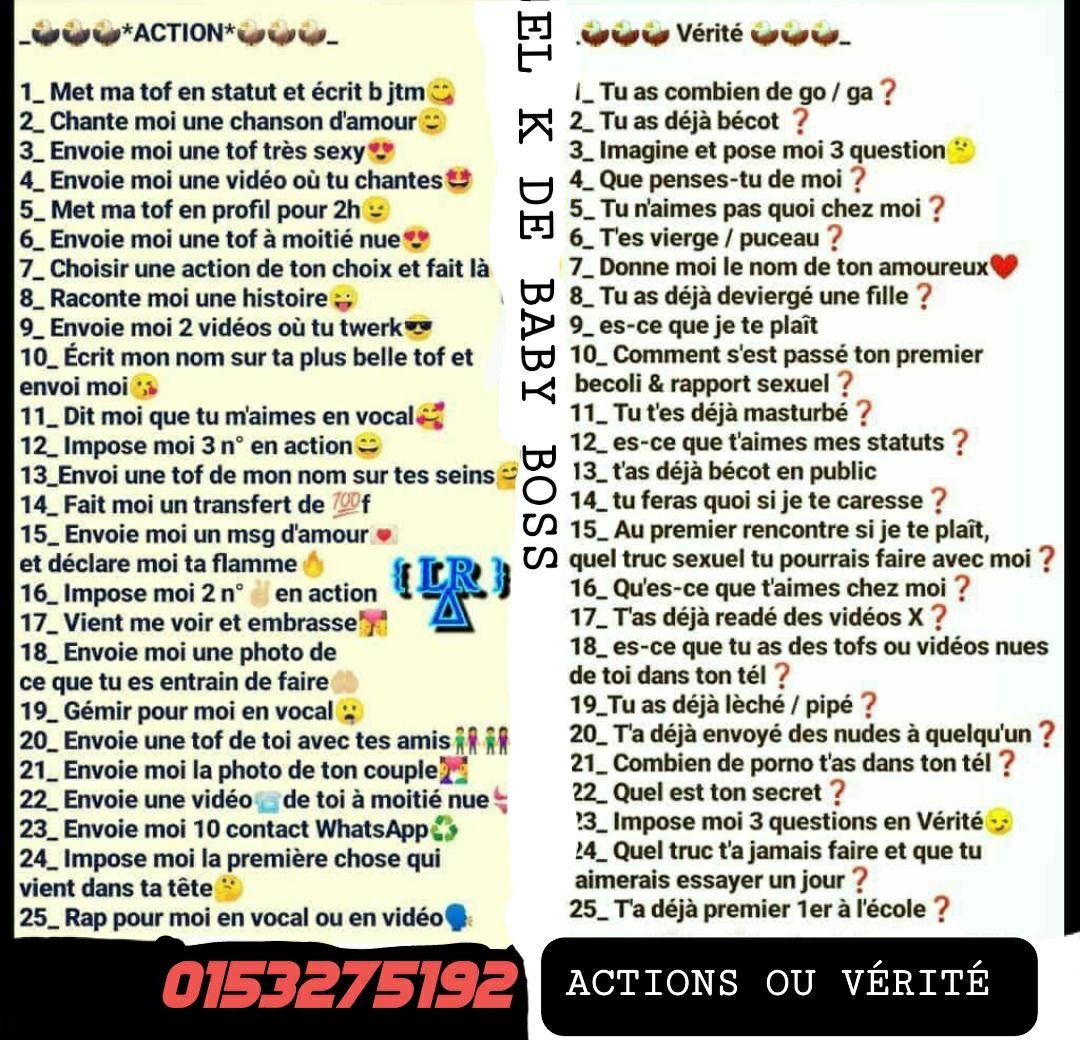 _*ACTION*_
1_ Met ma tof en statut et écrit b jtm😋
2_ Chante moi une chanson d'amour😊
3_ Envoie moi une tof très sexy😍
4_ Envoie moi une vidéo où tu chantes🤩
5_ Met ma tof en profil pour 2h😉
6_ Envoie moi une tof à moitié nue😍
7_ Choisir une action de ton choix et fait là
8_ Raconte moi une histoire😜
9_ Envoie moi 2 vidéos où tu twerk😎
10_ Écrit mon nom sur ta plus belle tof et
envoi moi😘
11_ Dit moi que tu m'aimes en vocal🥰
12_ Impose moi 3 n° en action😄
13_Envoi une tof de mon nom sur tes seins🤗
14_ Fait moi un transfert de 💯f
15_ Envoie moi un msg d'amour💌
et déclare moi ta flamme🔥
16_ Impose moi 2 n°✌🏼en action
17_ Vient me voir et embrasse💏
18_ Envoie moi une photo de
ce que tu es entrain de faire🤲🏼
19_ Gémir pour moi en vocal😦
20_ Envoie une tof de toi avec tes amis👫👫
21_ Envoie moi la photo de ton couple💑
22_ Envoie une vidéo📨de toi à moitié nue
23_ Envoie moi 10 contact WhatsApp♻️
24_ Impose moi la première chose qui
vient dans ta tête🤔
25_ Rap pour moi en vocal ou en vidéo🗣️
{LR}
Δ
EL K DE BABY BOSS
Vérité _
1_ Tu as combien de go / ga❓
2_ Tu as déjà bécot ❓
3_ Imagine et pose moi 3 question🤔
4_ Que penses-tu de moi❓
5_ Tu n'aimes pas quoi chez moi❓
6_ T'es vierge / puceau❓
7_ Donne moi le nom de ton amoureux❤️
8_ Tu as déjà deviergé une fille❓
9_ es-ce que je te plaît
10_ Comment s'est passé ton premier
becoli & rapport sexuel❓
11_ Tu t'es déjà masturbé❓
12_ es-ce que t'aimes mes statuts❓
13_ t'as déjà bécot en public
14_ tu feras quoi si je te caresse❓
15_ Au premier rencontre si je te plaît,
quel truc sexuel tu pourrais faire avec moi❓
16_ Qu'es-ce que t'aimes chez moi❓
17_ T'as déjà readé des vidéos X❓
18_ es-ce que tu as des tofs ou vidéos nues
de toi dans ton tél❓
19_Tu as déjà lèché / pipé❓
20_ T'a déjà envoyé des nudes à quelqu'un❓
21_ Combien de porno t'as dans ton tél❓
22_ Quel est ton secret❓
23_ Impose moi 3 questions en Vérité😏
24_ Quel truc t'a jamais faire et que tu
aimerais essayer un jour❓
25_ T'a déjà premier 1er à l'école❓
0153275192
ACTIONS OU VÉRITÉ